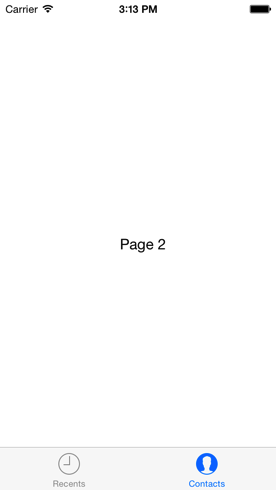 Carrier 3:13 PM
Page 2
Recents Contacts